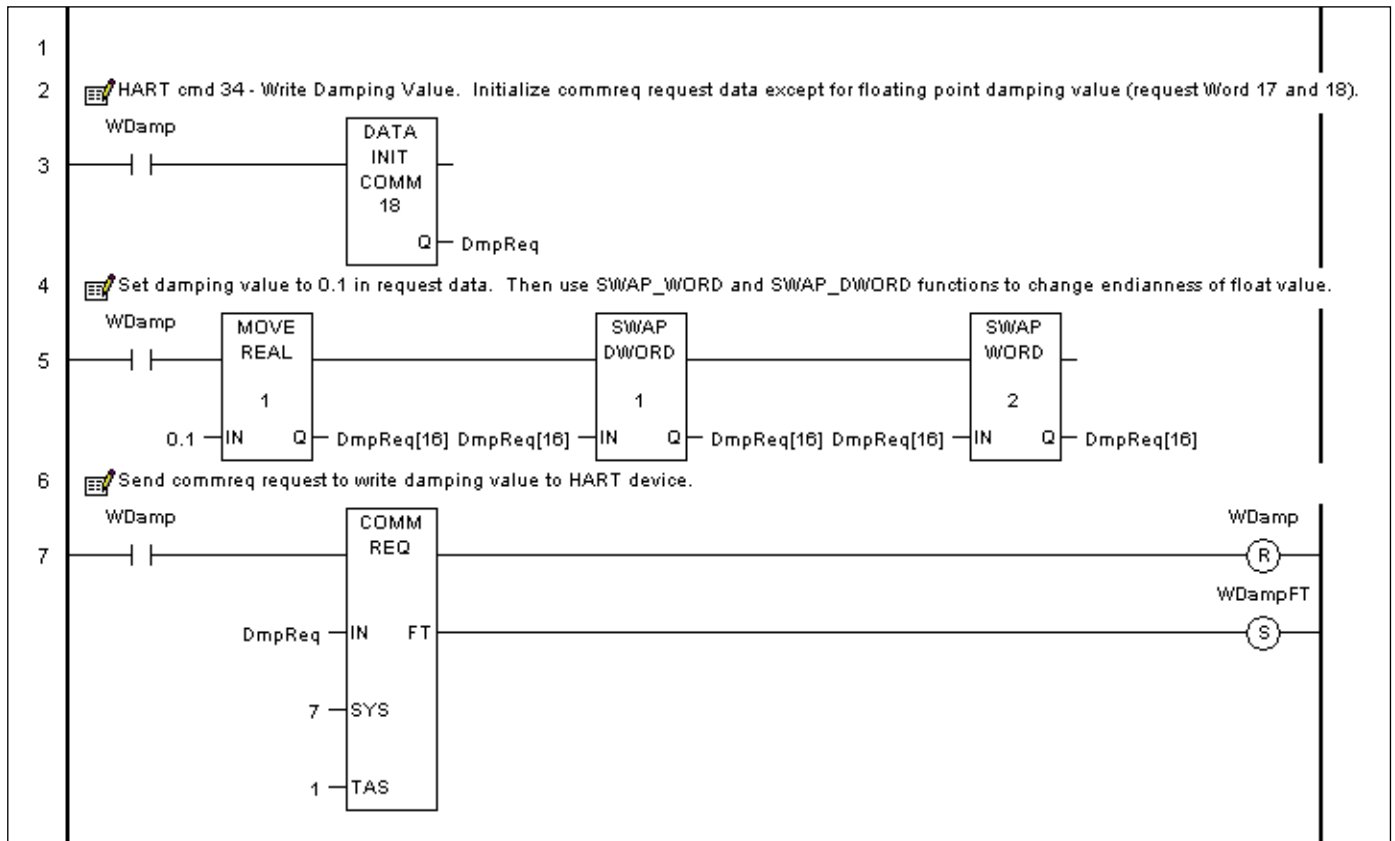 1
2 HART cmd 34 - Write Damping Value. Initialize commreq request data except for floating point damping value (request Word 17 and 18).
WDamp
DATA
INIT
COMM
18
3
Q DmpReq
4 Set damping value to 0.1 in request data. Then use SWAP_WORD and SWAP_DWORD functions to change endianness of float value.
WDamp
MOVE SWAP SWAP
REAL DWORD WORD
5
1 1 2
0.1 IN Q DmpReq[16] DmpReq[16] IN Q DmpReq[16] DmpReq[16] IN Q DmpReq[16]
6 Send commreq request to write damping value to HART device.
WDamp COMM WDamp
REQ
7 R
WDampFT
DmpReq IN FT S
7 SYS
1 TAS